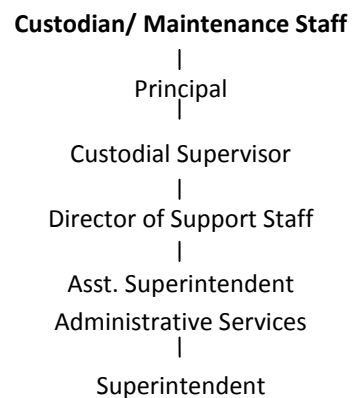 Custodian/ Maintenance Staff
|
Principal
|
Custodial Supervisor
|
Director of Support Staff
|
Asst. Superintendent
Administrative Services
|
Superintendent